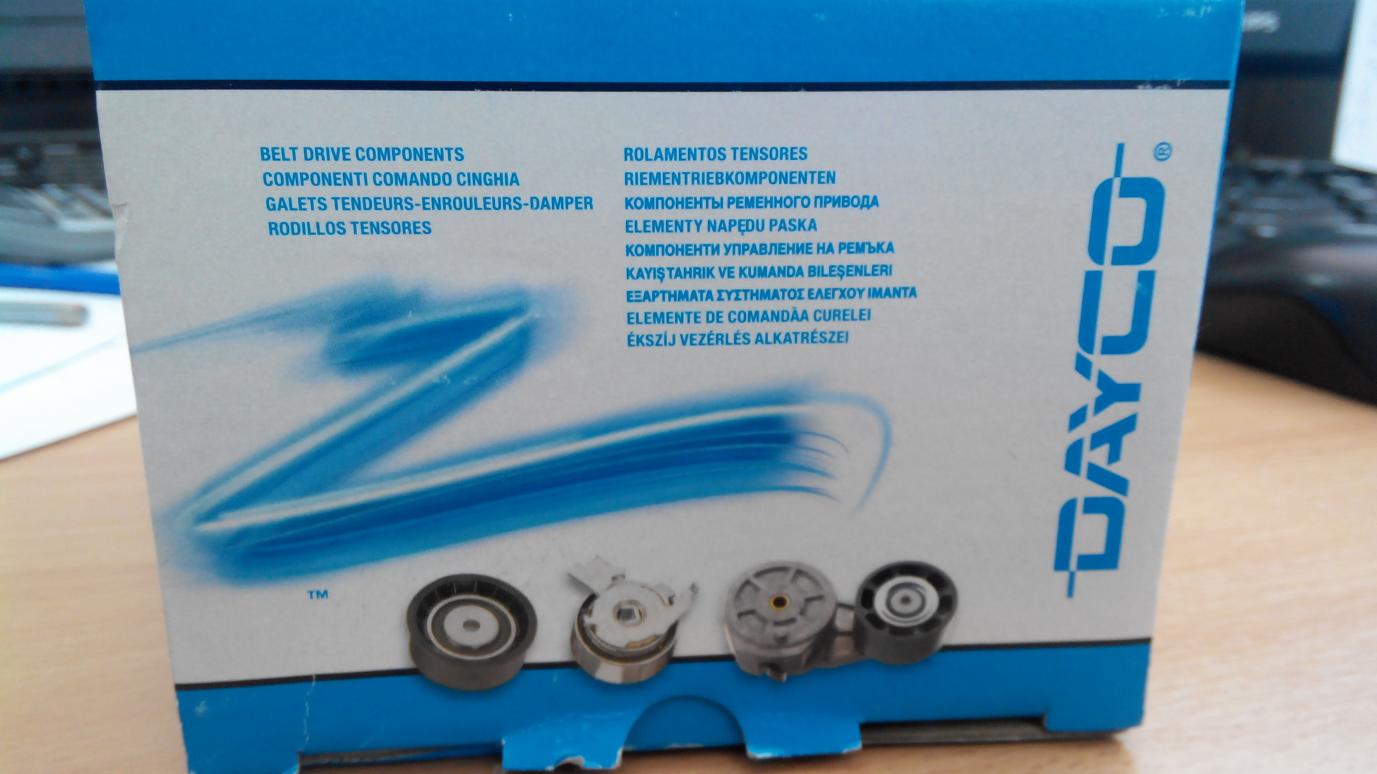 BELT DRIVE COMPONENTS
COMPONENTI COMANDO CINGHIA
GALETS TENDEURS-ENROULEURS-DAMPER
RODILLOS TENSORES
ROLAMENTOS TENSORES
RIEMENTRIEBKOMPONENTEN
КОМПОНЕНТЫ РЕМЕННОГО ПРИВОДА
ELEMENTY NAPĘDU PASKA
КОМПОНЕНТИ УПРАВЛЕНИЕ НА РЕМЪКА
KAYIŞ TAHRIK VE KUMANDA BILEŞENLERI
ΕΞΑΡΤΗΜΑΤΑ ΣΥΣΤΗΜΑΤΟΣ ΕΛΕΓΧΟΥ ΙΜΑΝΤΑ
ELEMENTE DE COMANDĂA CURELEI
ÉKSZÍJ VEZÉRLÉS ALKATRÉSZEI
DAYCO®
TM